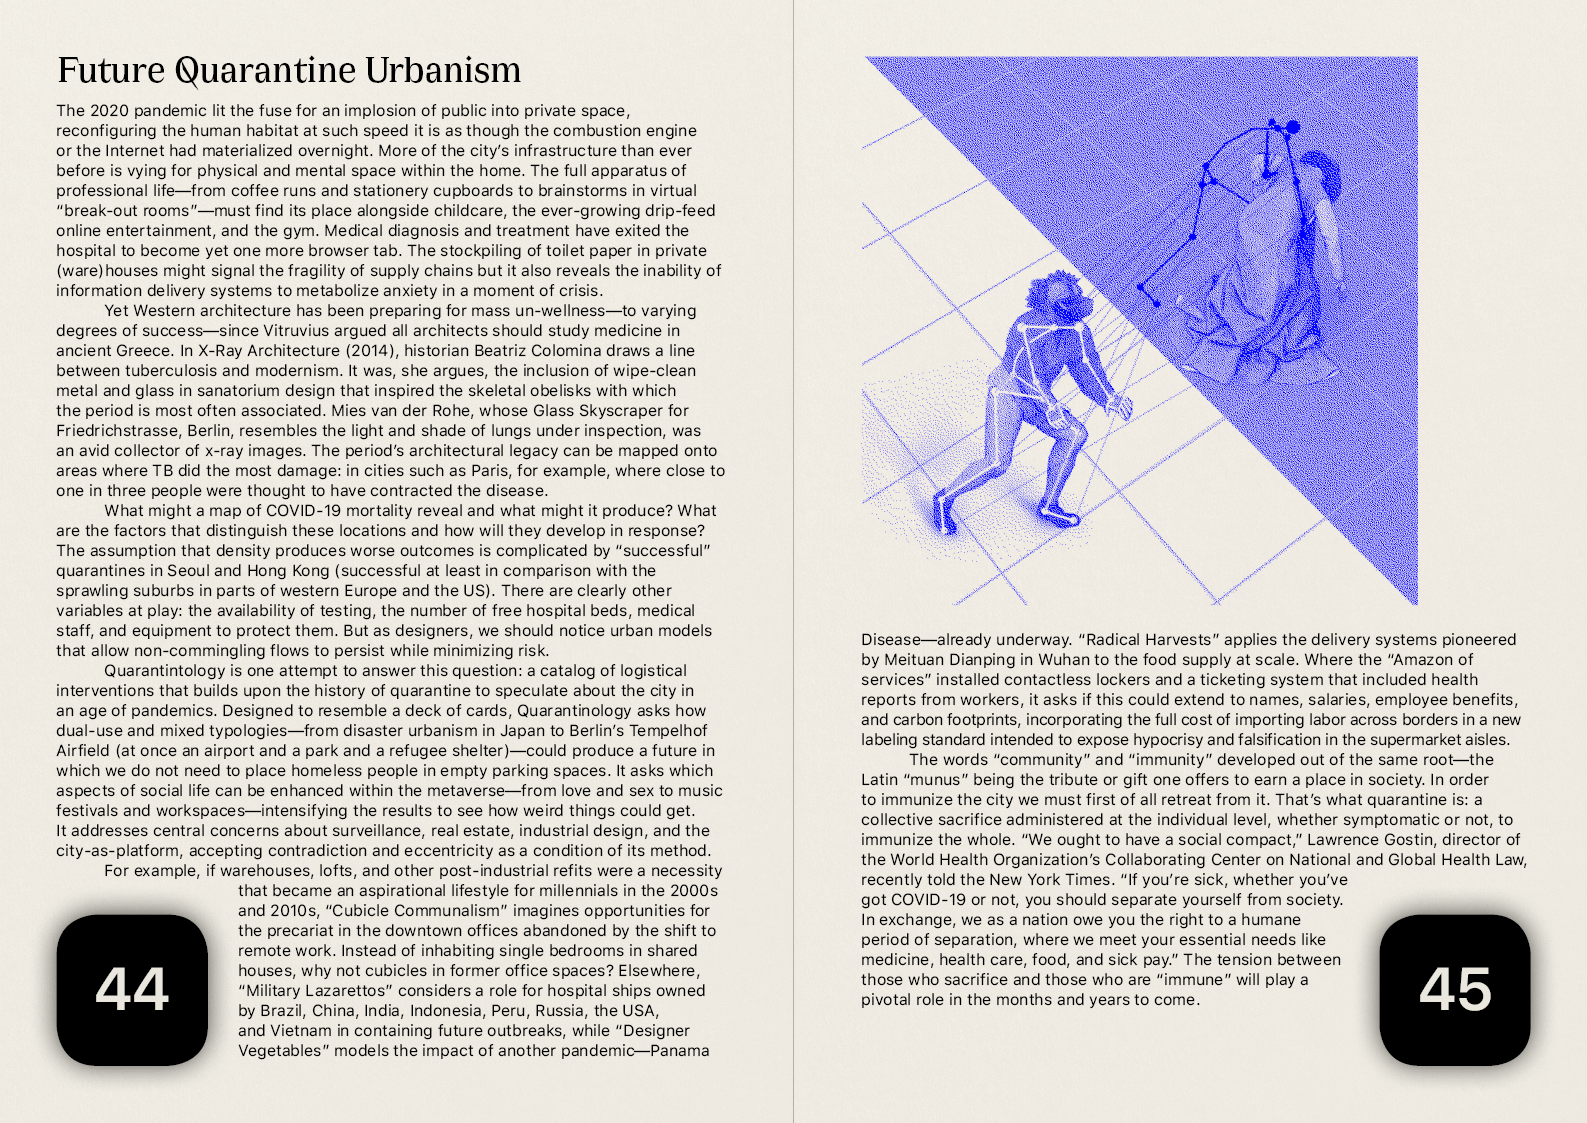 Future Quarantine Urbanism
The 2020 pandemic lit the fuse for an implosion of public into private space,
reconfiguring the human habitat at such speed it is as though the combustion engine
or the Internet had materialized overnight. More of the city’s infrastructure than ever
before is vying for physical and mental space within the home. The full apparatus of
professional life—from coffee runs and stationery cupboards to brainstorms in virtual
“break-out rooms”—must find its place alongside childcare, the ever-growing drip-feed
online entertainment, and the gym. Medical diagnosis and treatment have exited the
hospital to become yet one more browser tab. The stockpiling of toilet paper in private
(ware)houses might signal the fragility of supply chains but it also reveals the inability of
information delivery systems to metabolize anxiety in a moment of crisis.
Yet Western architecture has been preparing for mass un-wellness—to varying
degrees of success—since Vitruvius argued all architects should study medicine in
ancient Greece. In X-Ray Architecture (2014), historian Beatriz Colomina draws a line
between tuberculosis and modernism. It was, she argues, the inclusion of wipe-clean
metal and glass in sanatorium design that inspired the skeletal obelisks with which
the period is most often associated. Mies van der Rohe, whose Glass Skyscraper for
Friedrichstrasse, Berlin, resembles the light and shade of lungs under inspection, was
an avid collector of x-ray images. The period’s architectural legacy can be mapped onto
areas where TB did the most damage: in cities such as Paris, for example, where close to
one in three people were thought to have contracted the disease.
What might a map of COVID-19 mortality reveal and what might it produce? What
are the factors that distinguish these locations and how will they develop in response?
The assumption that density produces worse outcomes is complicated by “successful”
quarantines in Seoul and Hong Kong (successful at least in comparison with the
sprawling suburbs in parts of western Europe and the US). There are clearly other
variables at play: the availability of testing, the number of free hospital beds, medical
staff, and equipment to protect them. But as designers, we should notice urban models
that allow non-commingling flows to persist while minimizing risk.
Quarantintology is one attempt to answer this question: a catalog of logistical
interventions that builds upon the history of quarantine to speculate about the city in
an age of pandemics. Designed to resemble a deck of cards, Quarantinology asks how
dual-use and mixed typologies—from disaster urbanism in Japan to Berlin’s Tempelhof
Airfield (at once an airport and a park and a refugee shelter)—could produce a future in
which we do not need to place homeless people in empty parking spaces. It asks which
aspects of social life can be enhanced within the metaverse—from love and sex to music
festivals and workspaces—intensifying the results to see how weird things could get.
It addresses central concerns about surveillance, real estate, industrial design, and the
city-as-platform, accepting contradiction and eccentricity as a condition of its method.
For example, if warehouses, lofts, and other post-industrial refits were a necessity
that became an aspirational lifestyle for millennials in the 2000s
and 2010s, “Cubicle Communalism” imagines opportunities for
the precariat in the downtown offices abandoned by the shift to
remote work. Instead of inhabiting single bedrooms in shared
houses, why not cubicles in former office spaces? Elsewhere,
“Military Lazarettos” considers a role for hospital ships owned
by Brazil, China, India, Indonesia, Peru, Russia, the USA,
and Vietnam in containing future outbreaks, while “Designer
Vegetables” models the impact of another pandemic—Panama
44
Disease—already underway. “Radical Harvests” applies the delivery systems pioneered
by Meituan Dianping in Wuhan to the food supply at scale. Where the “Amazon of
services” installed contactless lockers and a ticketing system that included health
reports from workers, it asks if this could extend to names, salaries, employee benefits,
and carbon footprints, incorporating the full cost of importing labor across borders in a new
labeling standard intended to expose hypocrisy and falsification in the supermarket aisles.
The words “community” and “immunity” developed out of the same root—the
Latin “munus” being the tribute or gift one offers to earn a place in society. In order
to immunize the city we must first of all retreat from it. That’s what quarantine is: a
collective sacrifice administered at the individual level, whether symptomatic or not, to
immunize the whole. “We ought to have a social compact,” Lawrence Gostin, director of
the World Health Organization’s Collaborating Center on National and Global Health Law,
recently told the New York Times. “If you’re sick, whether you’ve
got COVID-19 or not, you should separate yourself from society.
In exchange, we as a nation owe you the right to a humane
period of separation, where we meet your essential needs like
medicine, health care, food, and sick pay.” The tension between
those who sacrifice and those who are “immune” will play a
pivotal role in the months and years to come.
45